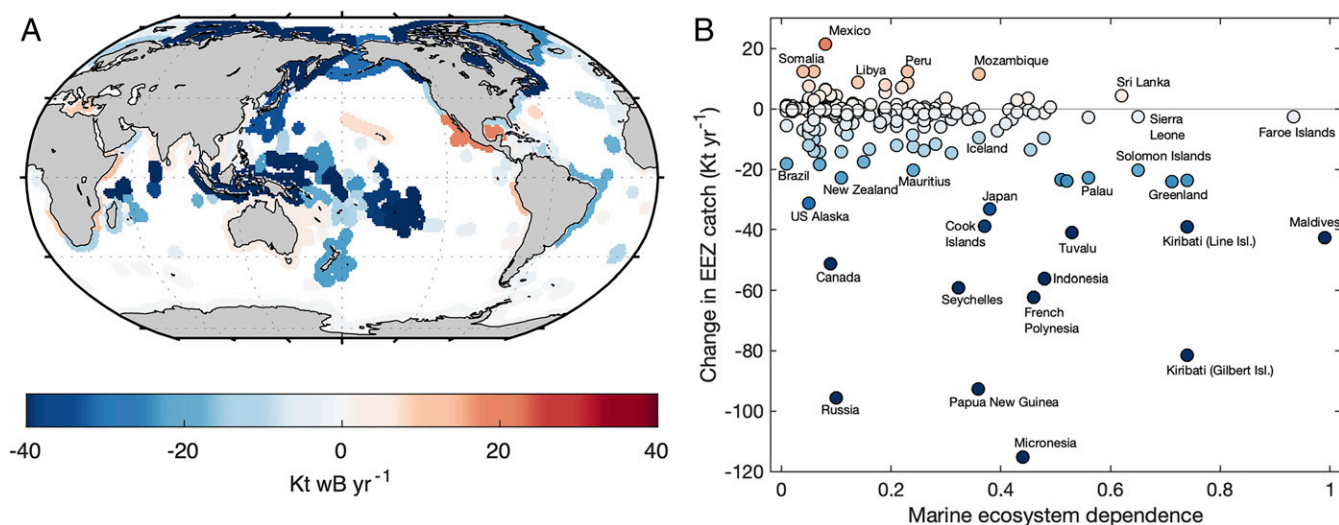 A
-40
-20
0
20
40
Kt wB yr⁻¹
B
Change in EEZ catch (Kt yr⁻¹)
20
0
-20
-40
-60
-80
-100
-120
Mexico
Somalia
Libya
Peru
Mozambique
Sri Lanka
Sierra
Leone
Faroe Islands
Iceland
Brazil
New Zealand
Mauritius
Solomon Islands
Palau
Greenland
US Alaska
Japan
Cook
Islands
Tuvalu
Kiribati (Line Isl.)
Maldives
Canada
Seychelles
Indonesia
French
Polynesia
Kiribati (Gilbert Isl.)
Russia
Papua New Guinea
Micronesia
0
0.2
0.4
0.6
0.8
1
Marine ecosystem dependence